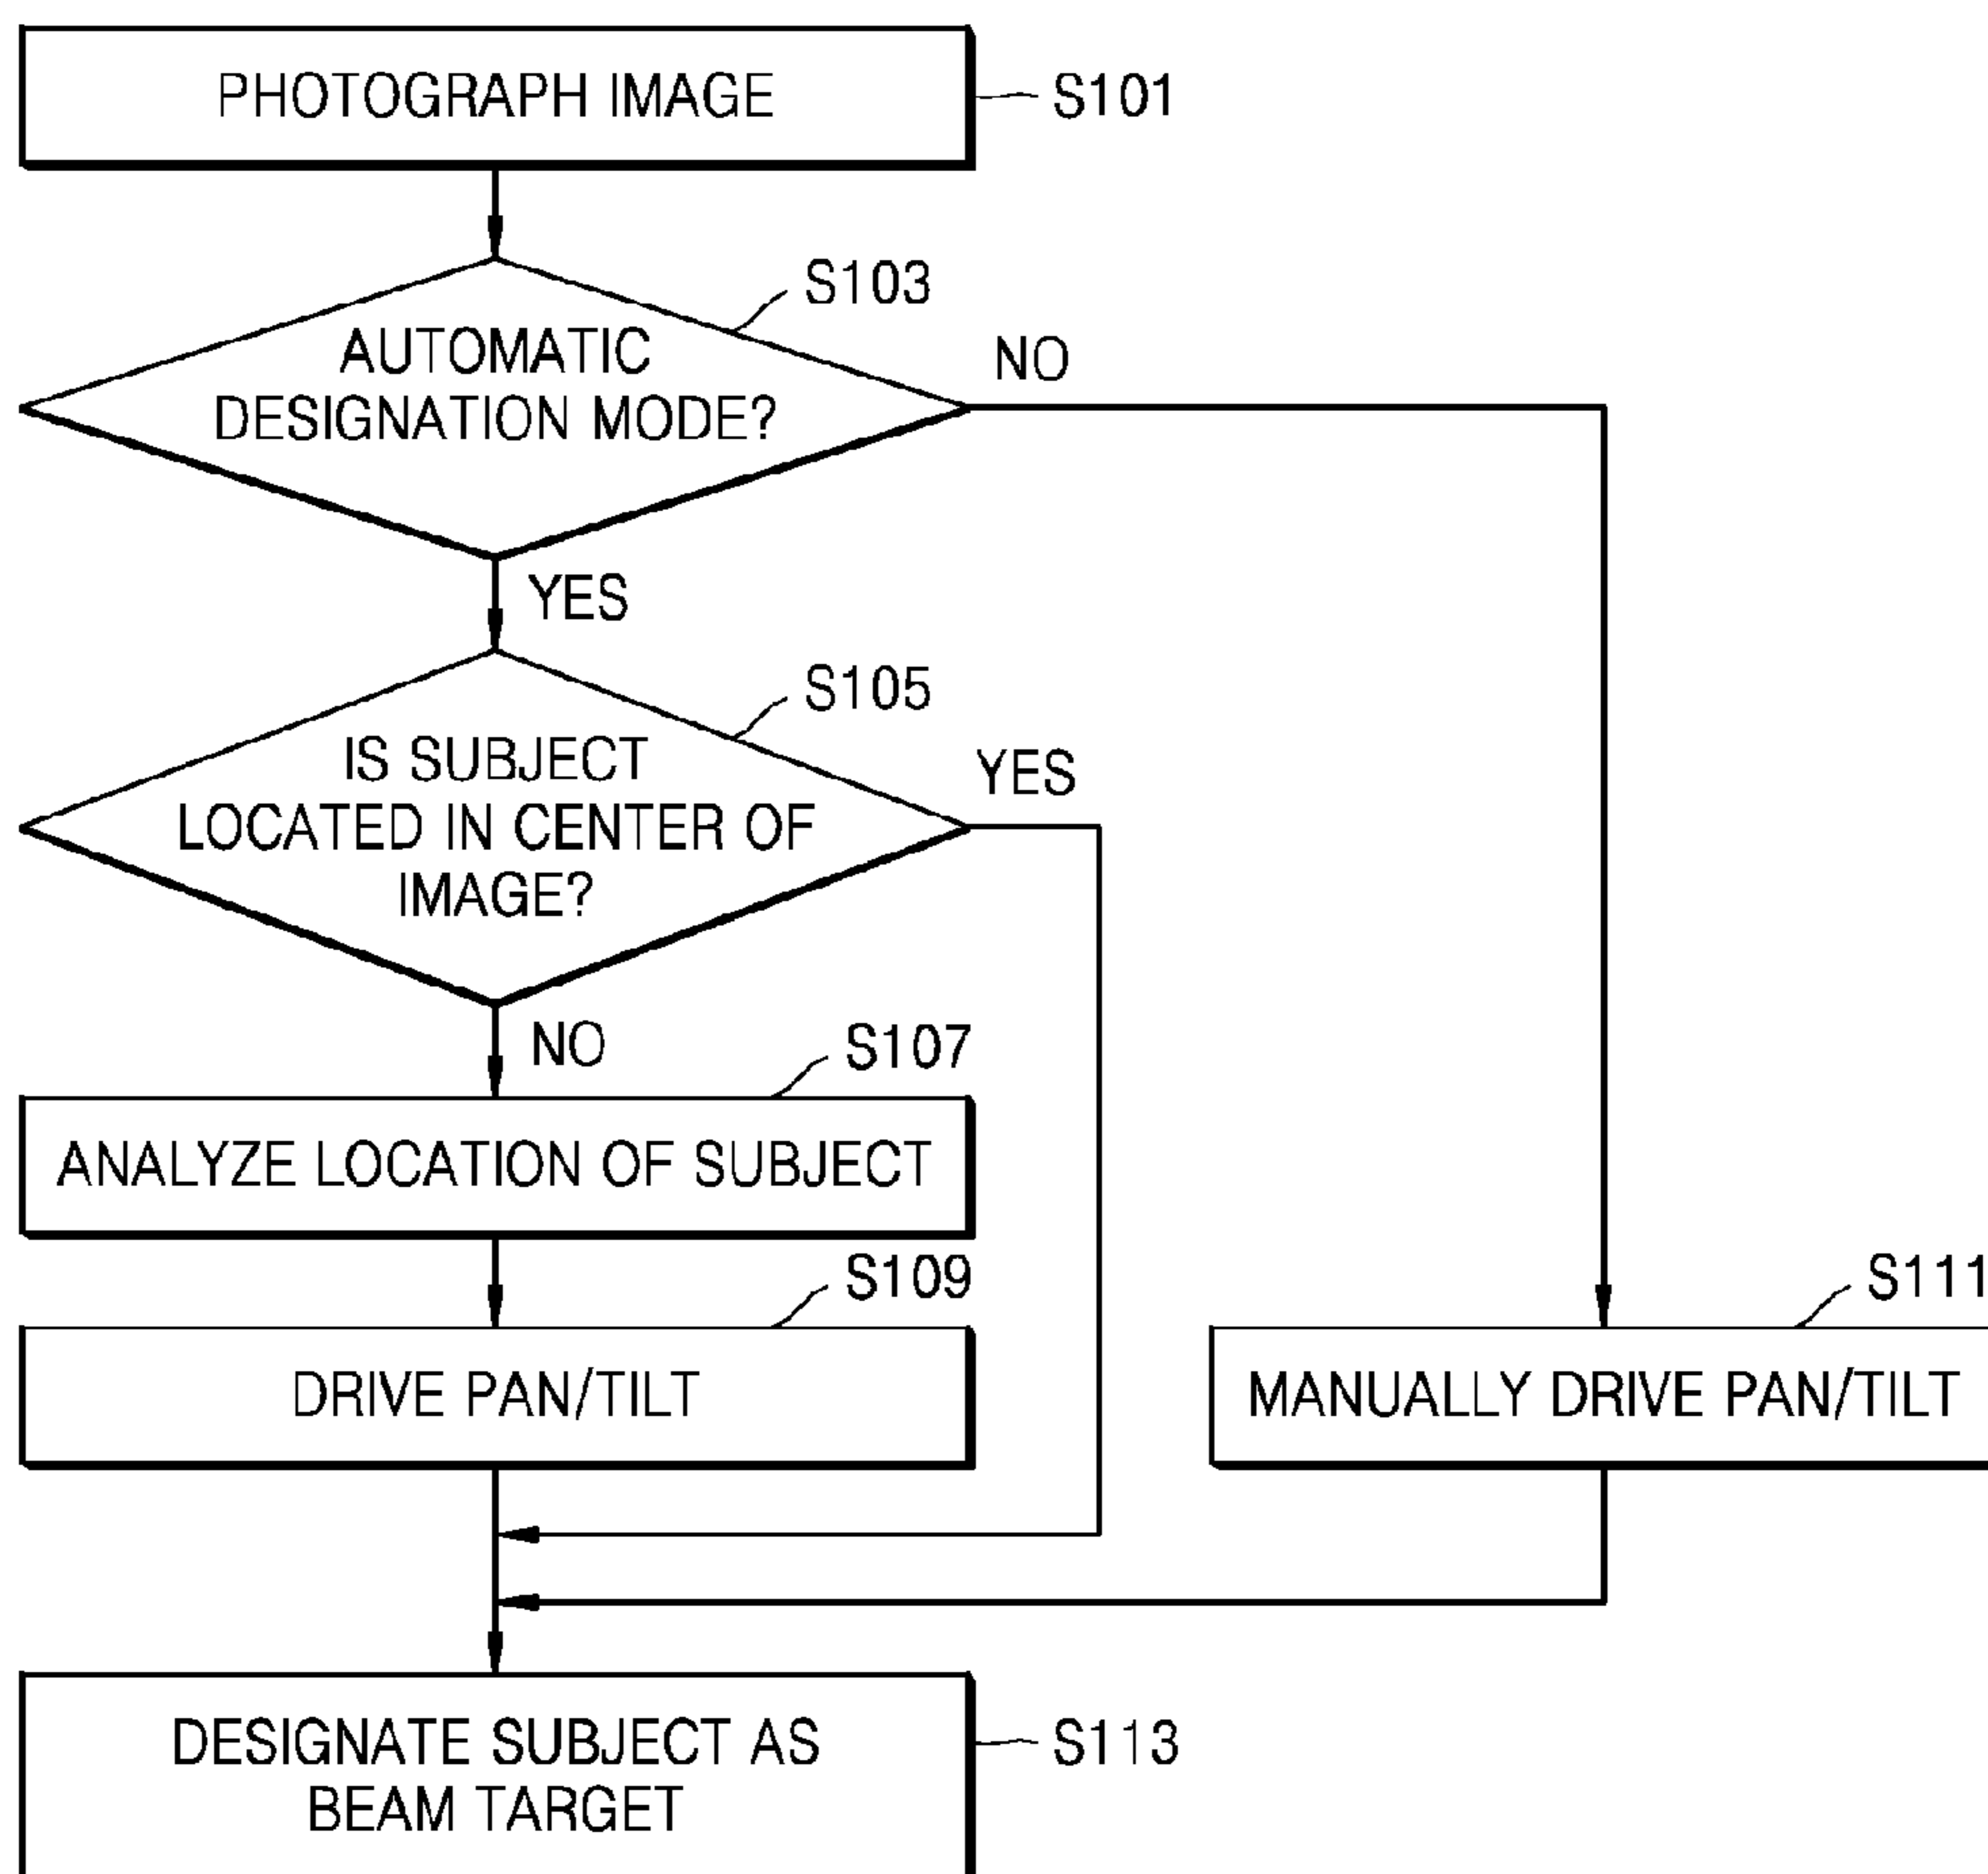 PHOTOGRAPH IMAGE
S101
S103
AUTOMATIC
DESIGNATION MODE?
NO
YES
S105
IS SUBJECT
LOCATED IN CENTER OF
IMAGE?
YES
NO
S107
ANALYZE LOCATION OF SUBJECT
S109
DRIVE PAN/TILT
S111
MANUALLY DRIVE PAN/TILT
DESIGNATE SUBJECT AS
BEAM TARGET
S113